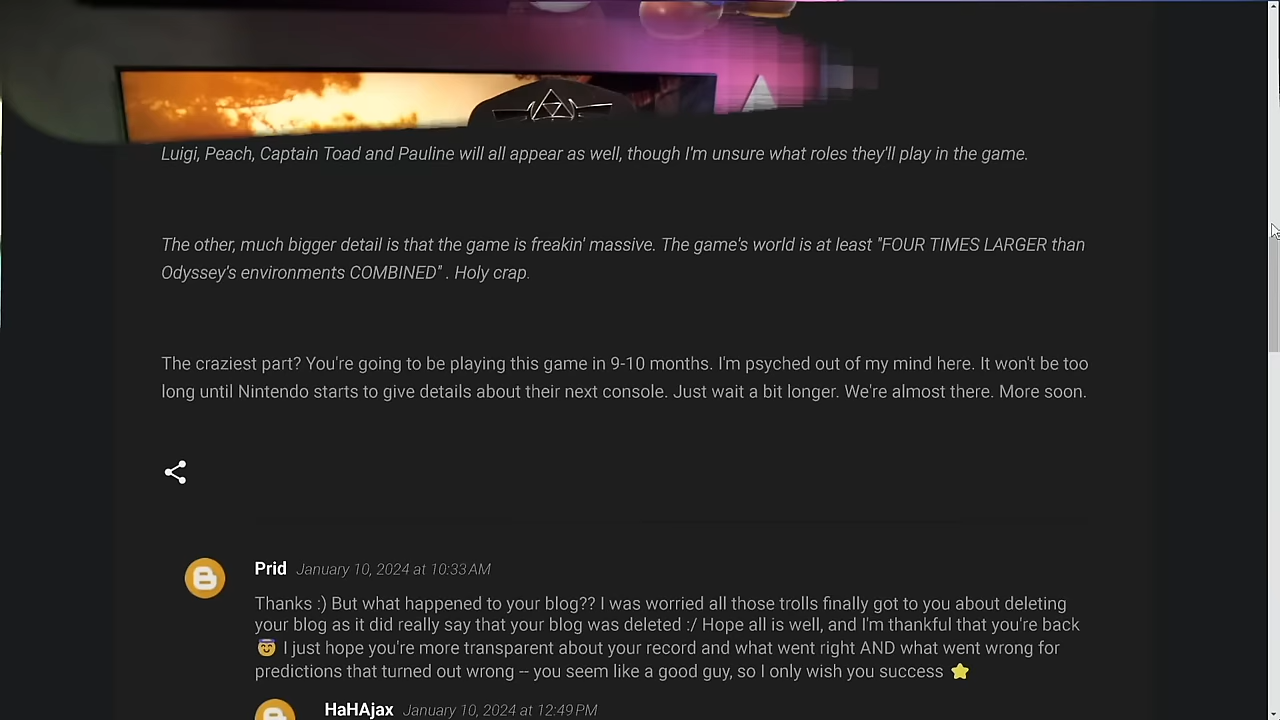 Luigi, Peach, Captain Toad and Pauline will all appear as well, though I'm unsure what roles they'll play in the game.
The other, much bigger detail is that the game is freakin' massive. The game's world is at least "FOUR TIMES LARGER than
Odyssey's environments COMBINED" . Holy crap.
The craziest part? You're going to be playing this game in 9-10 months. I'm psyched out of my mind here. It won't be too
long until Nintendo starts to give details about their next console. Just wait a bit longer. We're almost there. More soon.
Prid January 10, 2024 at 10:33 AM
Thanks :) But what happened to your blog?? I was worried all those trolls finally got to you about deleting
your blog as it did really say that your blog was deleted :/ Hope all is well, and I'm thankful that you're back
😇 I just hope you're more transparent about your record and what went right AND what went wrong for
predictions that turned out wrong -- you seem like a good guy, so I only wish you success ⭐
HaHAjax January 10, 2024 at 12:49 PM